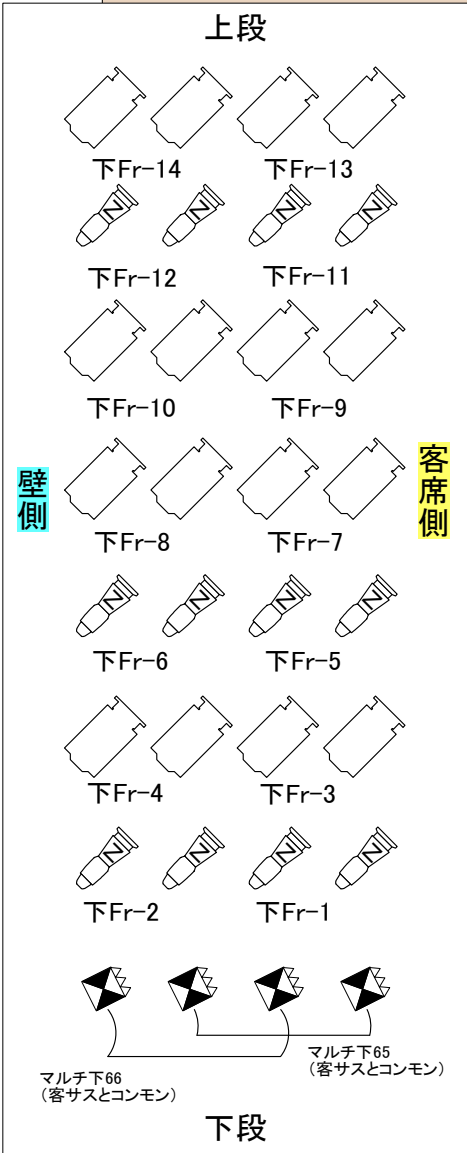 上段
下Fr-14 下Fr-13
N N N N
下Fr-12 下Fr-11
下Fr-10 下Fr-9
壁側
客席側
下Fr-8 下Fr-7
N N N N
下Fr-6 下Fr-5
下Fr-4 下Fr-3
N N N N
下Fr-2 下Fr-1
マルチ下66
（客サスとコンモン）
マルチ下65
（客サスとコンモン）
下段